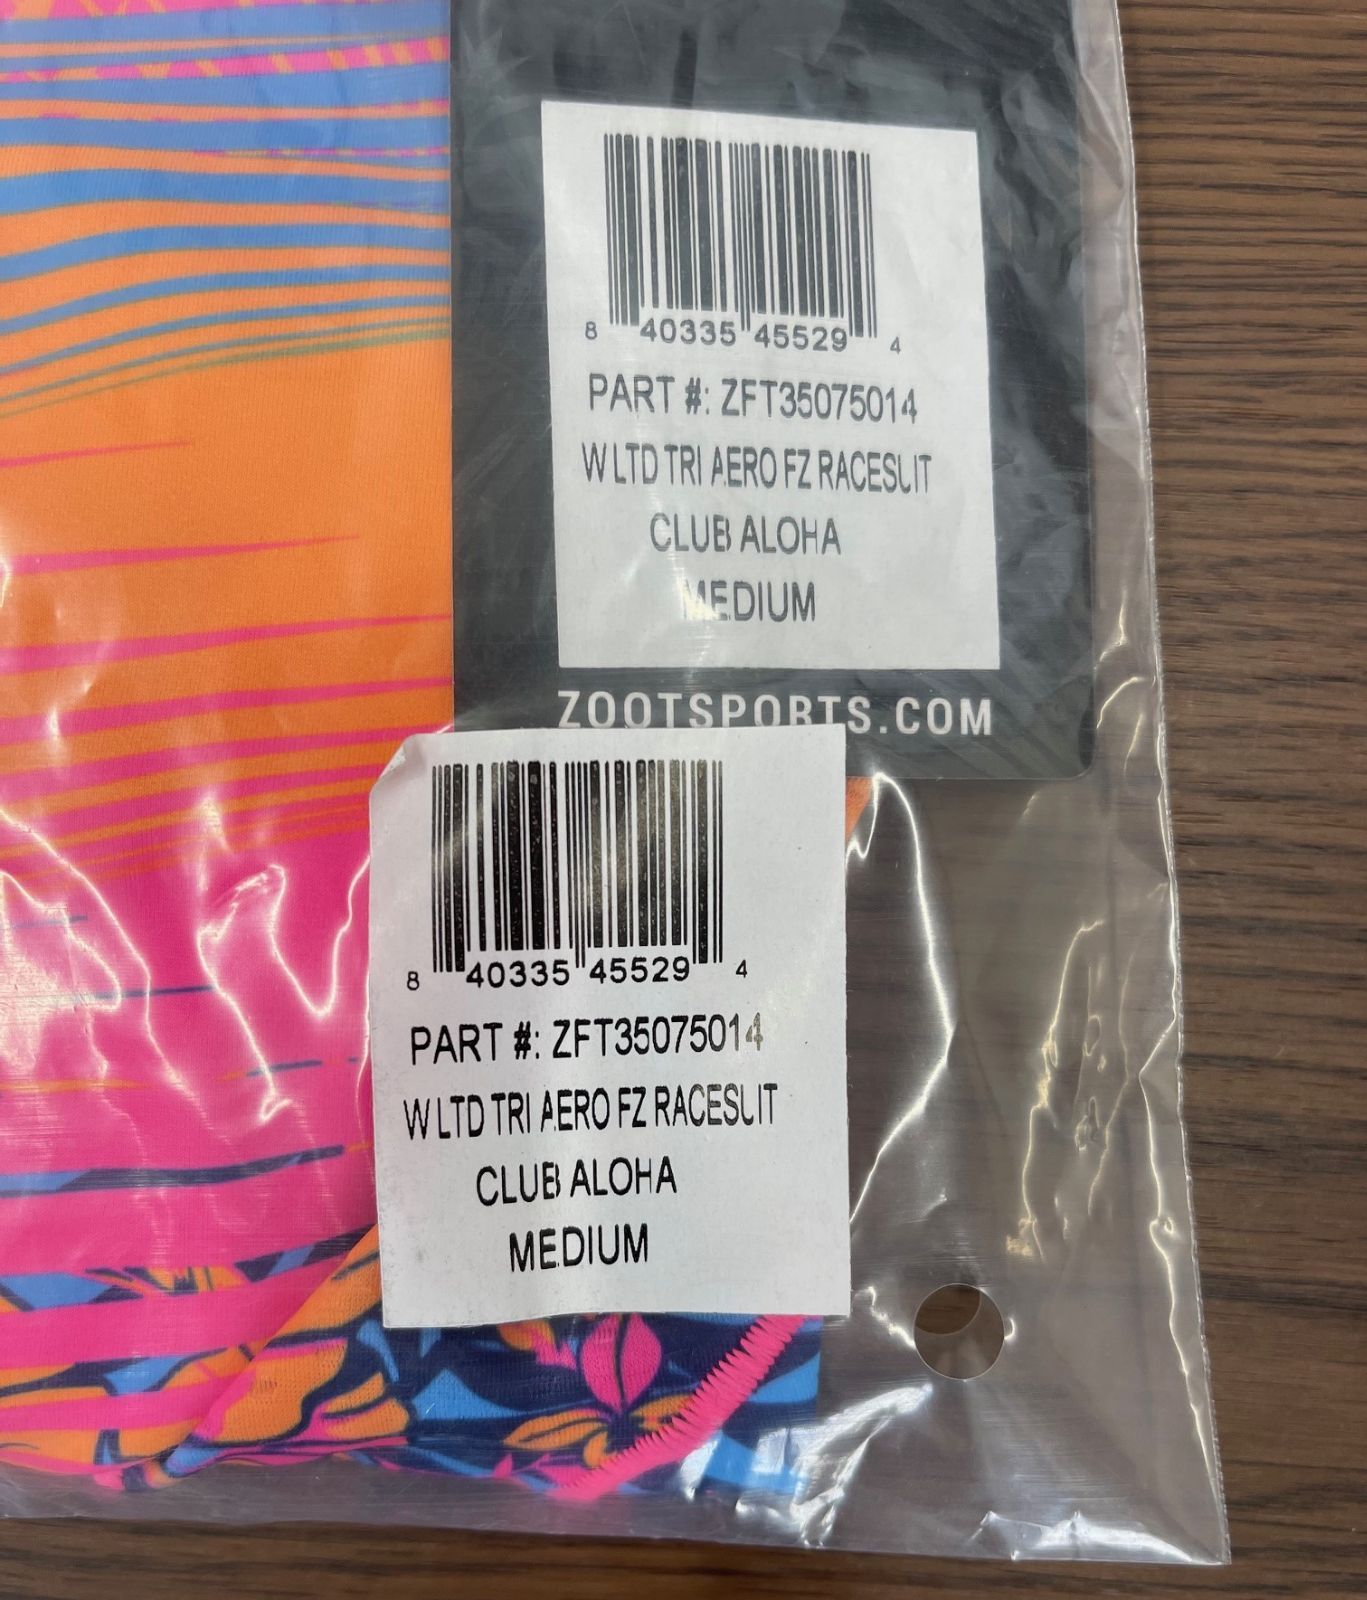 8 40335 45529 4
PART #: ZFT35075014
W LTD TRI AERO FZ RACESUIT
CLUB ALOHA
MEDIUM
ZOOTSPORTS.COM
8 40335 45529 4
PART #: ZFT35075014
W LTD TRI AERO FZ RACESUIT
CLUB ALOHA
MEDIUM